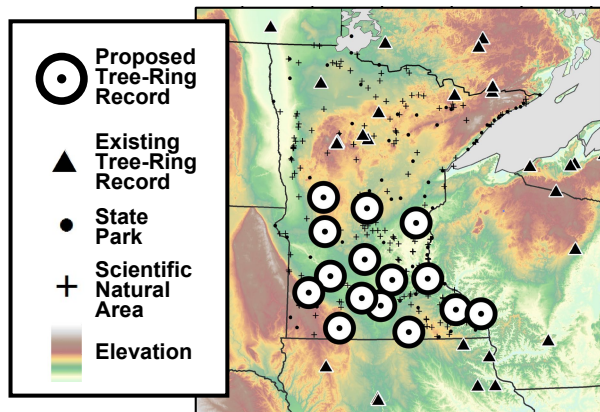 Proposed
Tree-Ring
Record
Existing
Tree-Ring
Record
State
Park
Scientific
Natural
Area
Elevation